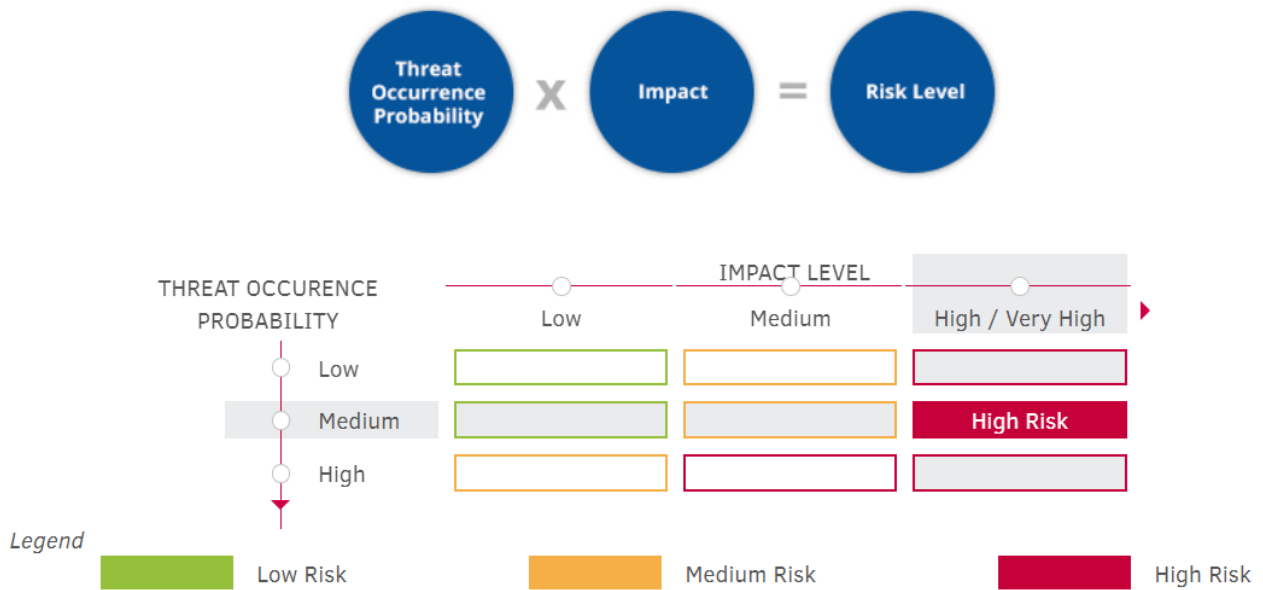 Threat
Occurrence
Probability
x
Impact
=
Risk Level
IMPACT LEVEL
THREAT OCCURENCE
PROBABILITY
Low
Medium
High / Very High
Low
Medium
High Risk
High
Legend
Low Risk
Medium Risk
High Risk